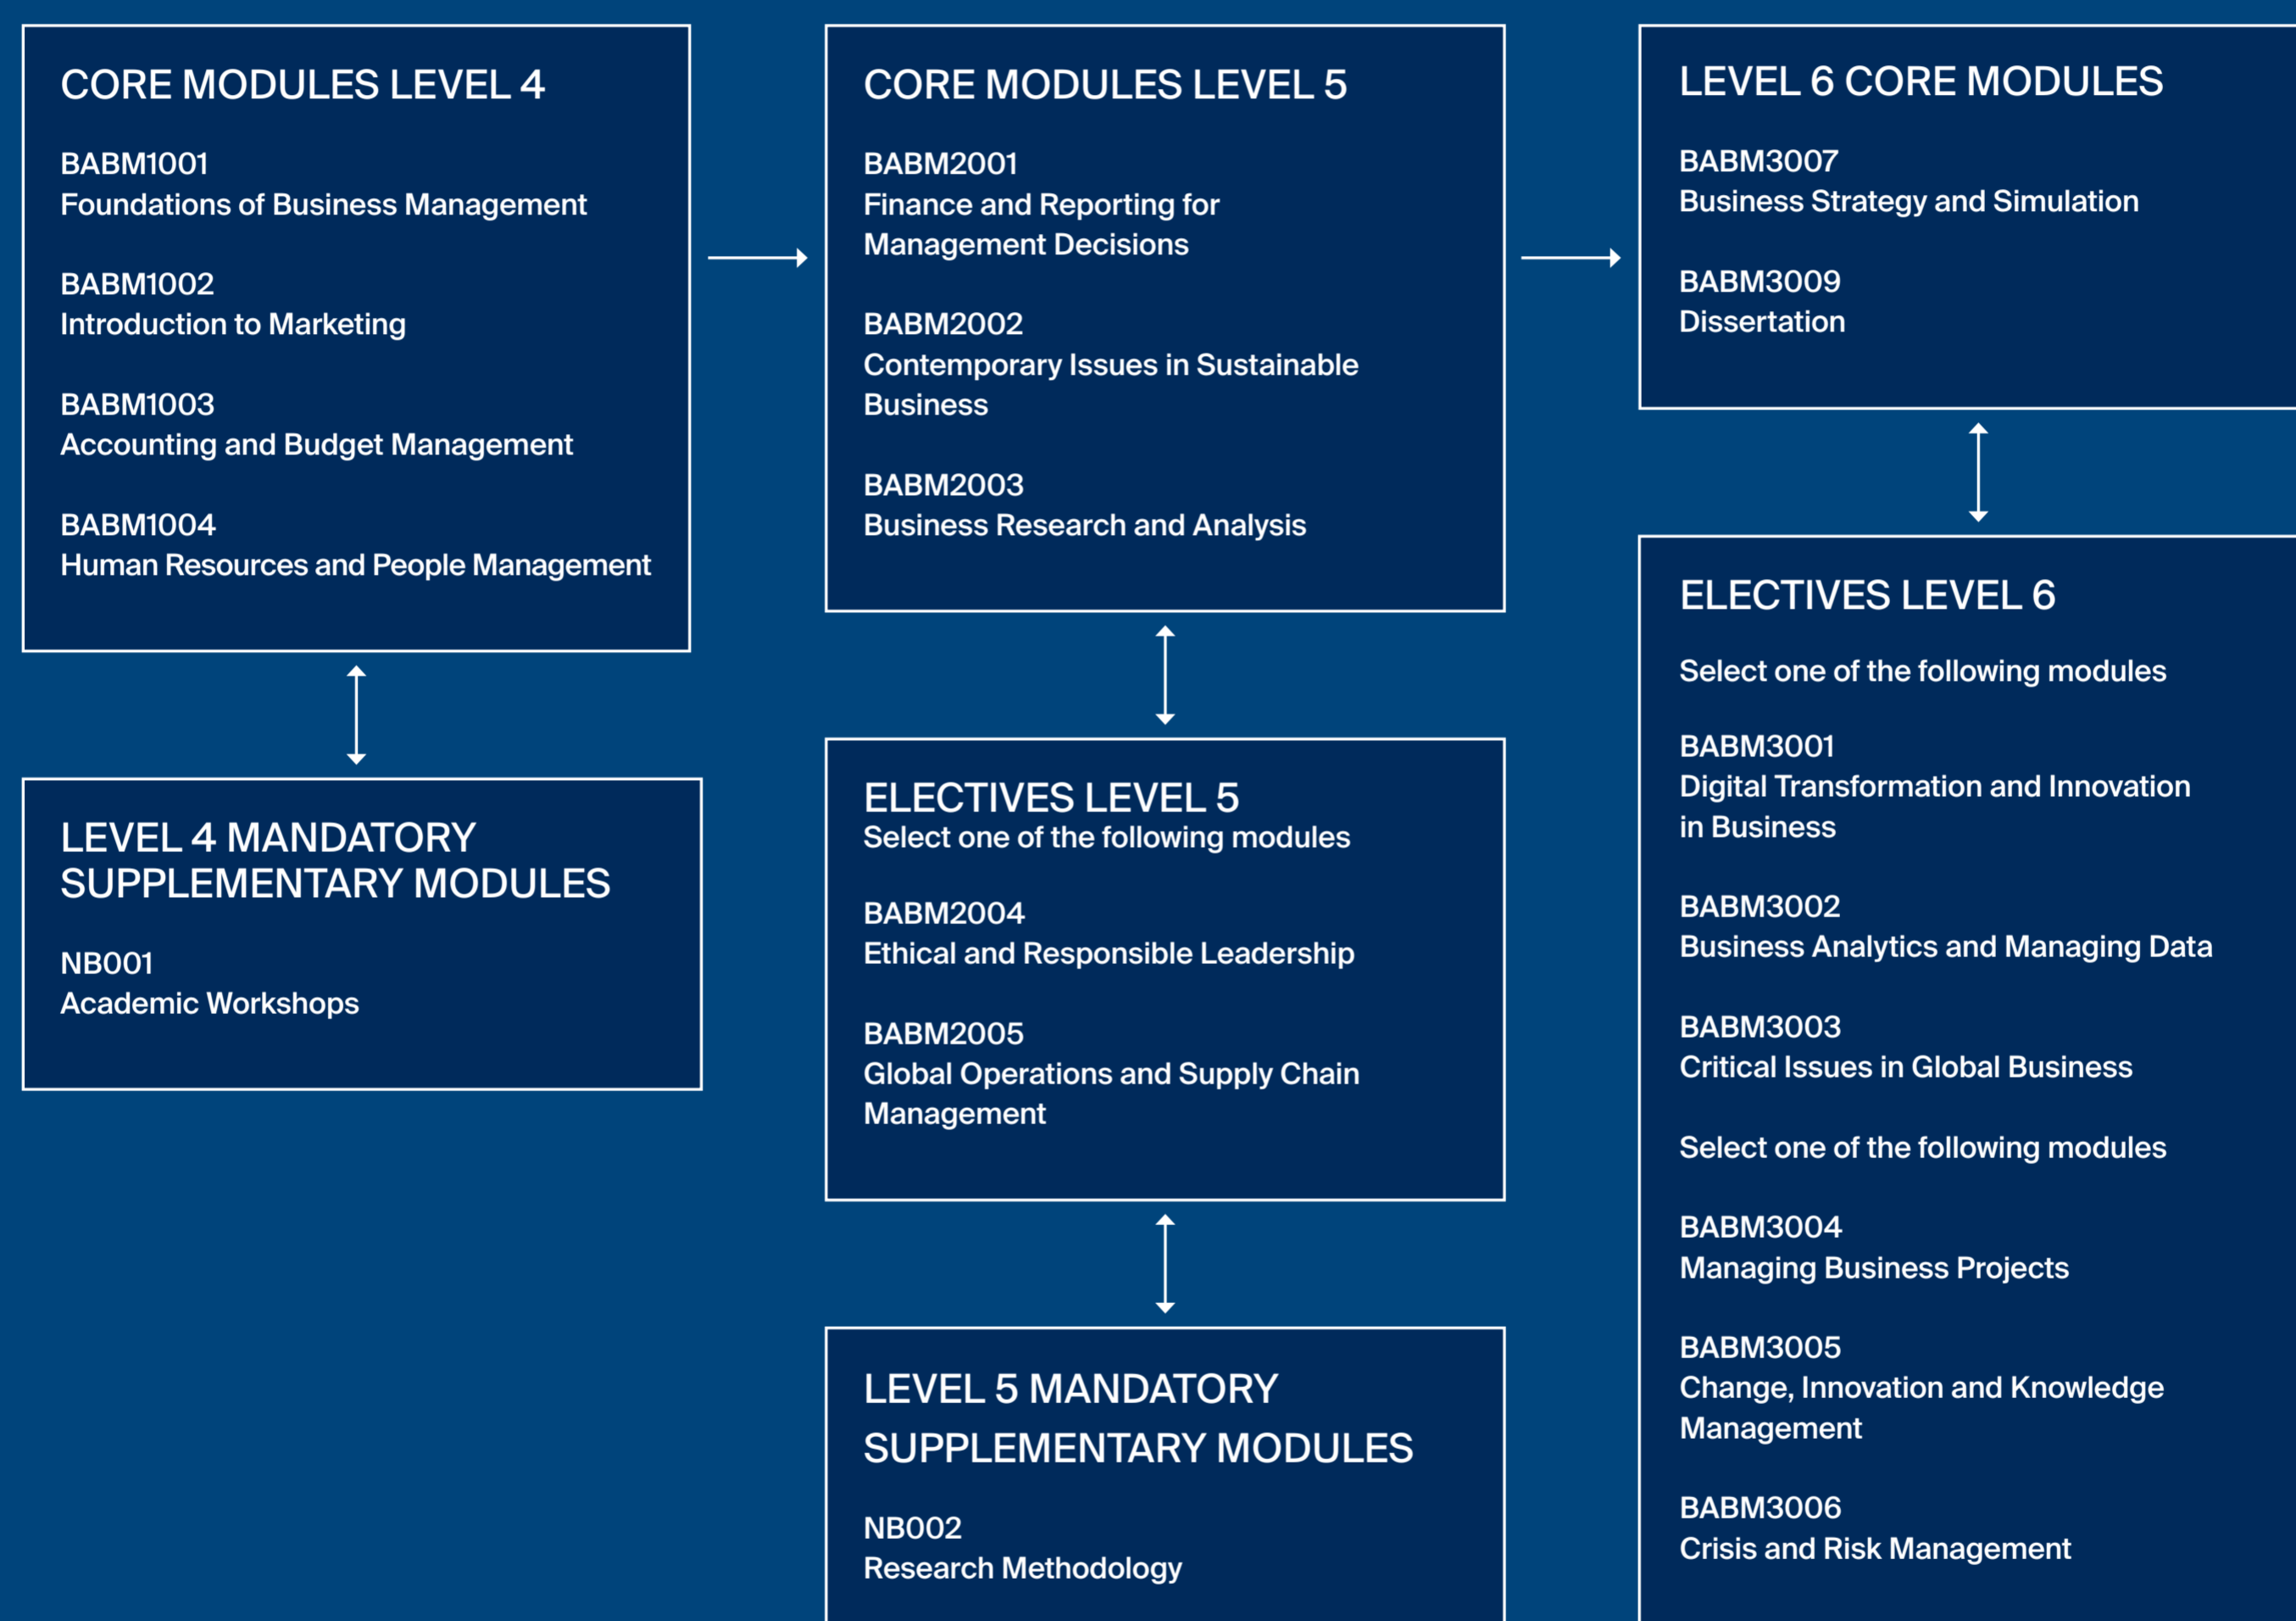 CORE MODULES LEVEL 4
BABM1001
Foundations of Business Management
BABM1002
Introduction to Marketing
BABM1003
Accounting and Budget Management
BABM1004
Human Resources and People Management
LEVEL 4 MANDATORY
SUPPLEMENTARY MODULES
NB001
Academic Workshops
CORE MODULES LEVEL 5
BABM2001
Finance and Reporting for
Management Decisions
BABM2002
Contemporary Issues in Sustainable
Business
BABM2003
Business Research and Analysis
ELECTIVES LEVEL 5
Select one of the following modules
BABM2004
Ethical and Responsible Leadership
BABM2005
Global Operations and Supply Chain
Management
LEVEL 5 MANDATORY
SUPPLEMENTARY MODULES
NB002
Research Methodology
LEVEL 6 CORE MODULES
BABM3007
Business Strategy and Simulation
BABM3009
Dissertation
ELECTIVES LEVEL 6
Select one of the following modules
BABM3001
Digital Transformation and Innovation
in Business
BABM3002
Business Analytics and Managing Data
BABM3003
Critical Issues in Global Business
Select one of the following modules
BABM3004
Managing Business Projects
BABM3005
Change, Innovation and Knowledge
Management
BABM3006
Crisis and Risk Management